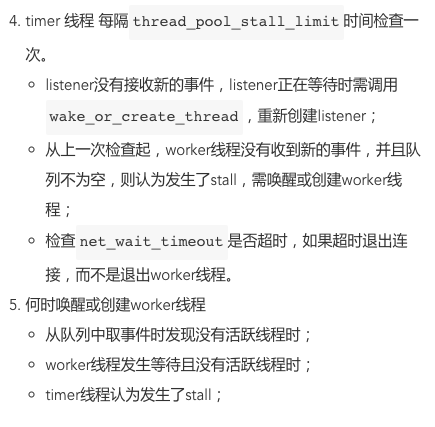 4. timer 线程 每隔 thread_pool_stall_limit 时间检查一
次。
listener没有接收新的事件，listener正在等待时需调用
wake_or_create_thread ，重新创建listener；
从上一次检查起，worker线程没有收到新的事件，并且队
列不为空，则认为发生了stall，需唤醒或创建worker线
程；
检查 net_wait_timeout 是否超时，如果超时退出连
接，而不是退出worker线程。
5. 何时唤醒或创建worker线程
从队列中取事件时发现没有活跃线程时；
worker线程发生等待且没有活跃线程时；
timer线程认为发生了stall；